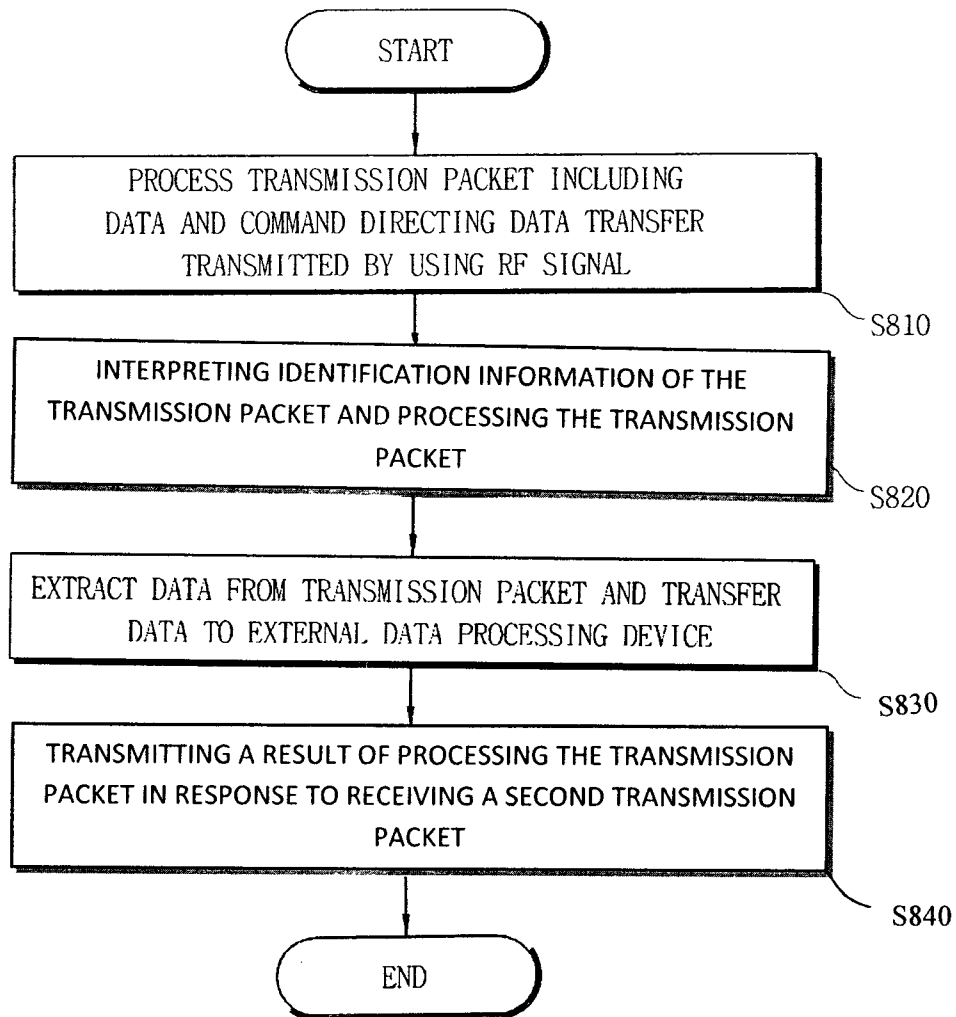 START
PROCESS TRANSMISSION PACKET INCLUDING
DATA AND COMMAND DIRECTING DATA TRANSFER
TRANSMITTED BY USING RF SIGNAL
S810
INTERPRETING IDENTIFICATION INFORMATION OF THE
TRANSMISSION PACKET AND PROCESSING THE TRANSMISSION
PACKET
S820
EXTRACT DATA FROM TRANSMISSION PACKET AND TRANSFER
DATA TO EXTERNAL DATA PROCESSING DEVICE
S830
TRANSMITTING A RESULT OF PROCESSING THE TRANSMISSION
PACKET IN RESPONSE TO RECEIVING A SECOND TRANSMISSION
PACKET
S840
END